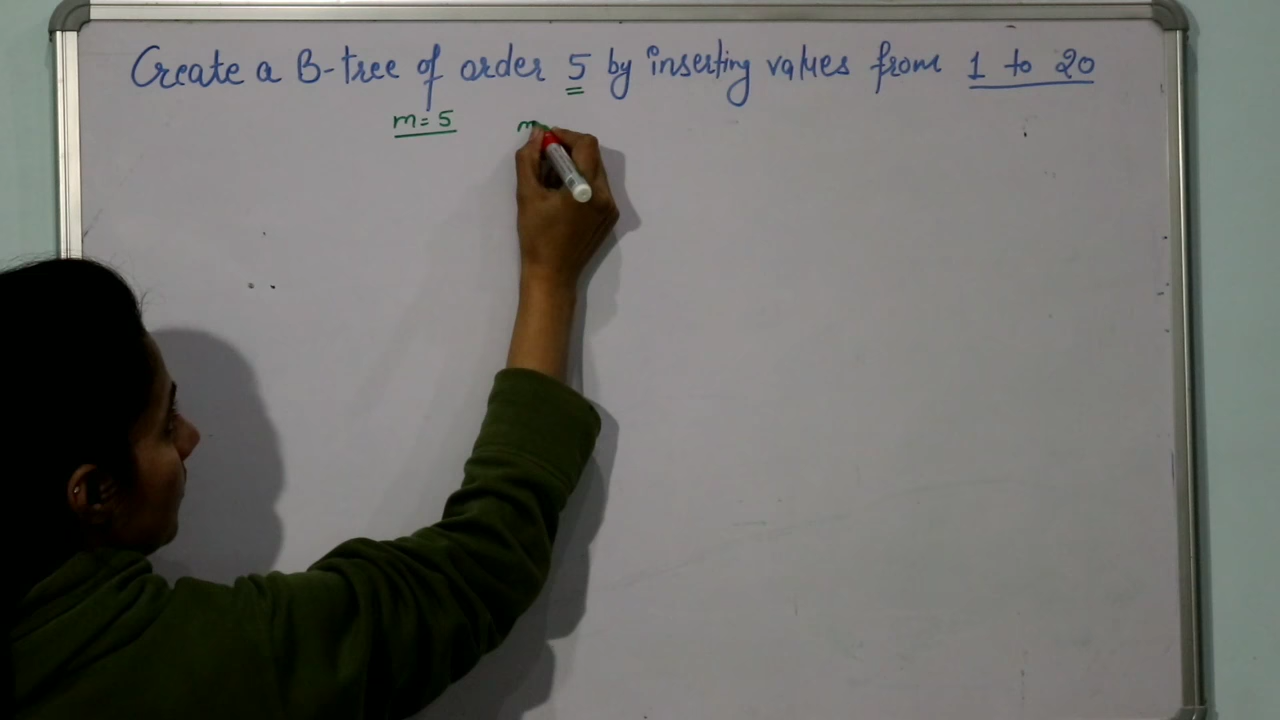 Create a B-tree of order 5 by inserting values from 1 to 20
m = 5 m